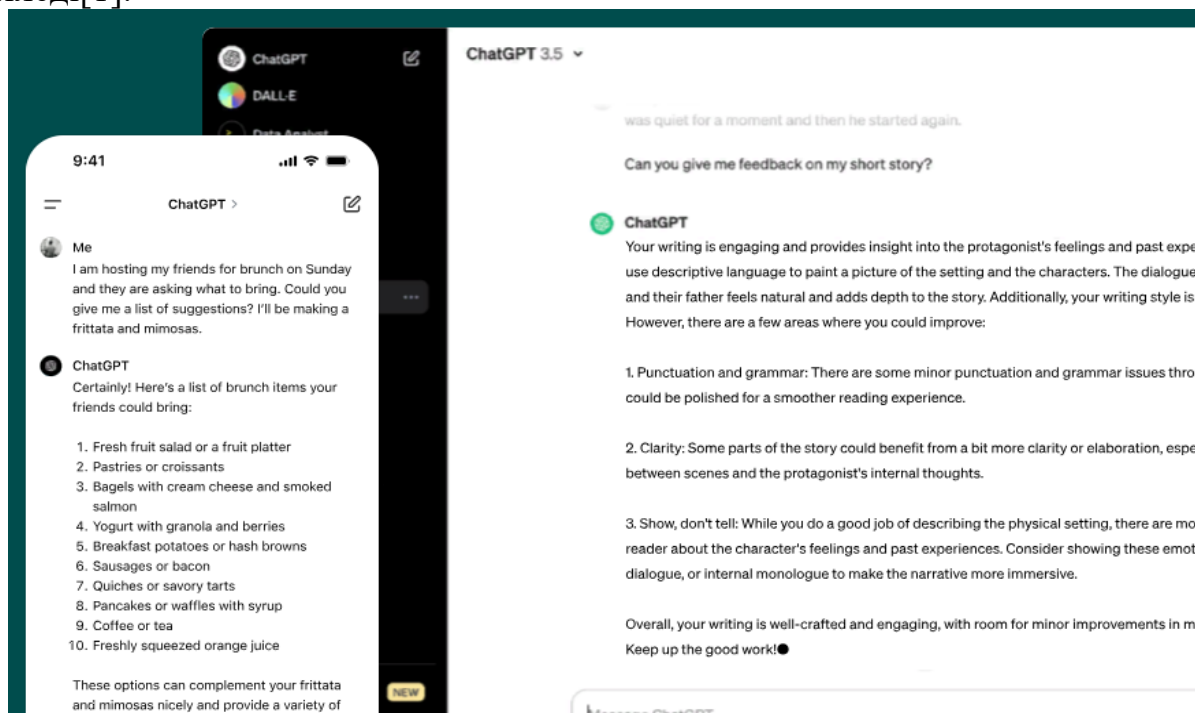 ChatGPT
DALL·E
Data Analyst
ChatGPT 3.5
was quiet for a moment and then he started again.
Can you give me feedback on my short story?
ChatGPT
Your writing is engaging and provides insight into the protagonist's feelings and past expe
use descriptive language to paint a picture of the setting and the characters. The dialogue
and their father feels natural and adds depth to the story. Additionally, your writing style is
However, there are a few areas where you could improve:
1. Punctuation and grammar: There are some minor punctuation and grammar issues thro
could be polished for a smoother reading experience.
2. Clarity: Some parts of the story could benefit from a bit more clarity or elaboration, espe
between scenes and the protagonist's internal thoughts.
3. Show, don't tell: While you do a good job of describing the physical setting, there are mo
reader about the character's feelings and past experiences. Consider showing these emot
dialogue, or internal monologue to make the narrative more immersive.
Overall, your writing is well-crafted and engaging, with room for minor improvements in m
Keep up the good work!
Message ChatGPT
NEW
9:41
ChatGPT >
Me
I am hosting my friends for brunch on Sunday
and they are asking what to bring. Could you
give me a list of suggestions? I'll be making a
frittata and mimosas.
ChatGPT
Certainly! Here's a list of brunch items your
friends could bring:
1. Fresh fruit salad or a fruit platter
2. Pastries or croissants
3. Bagels with cream cheese and smoked
salmon
4. Yogurt with granola and berries
5. Breakfast potatoes or hash browns
6. Sausages or bacon
7. Quiches or savory tarts
8. Pancakes or waffles with syrup
9. Coffee or tea
10. Freshly squeezed orange juice
These options can complement your frittata
and mimosas nicely and provide a variety of